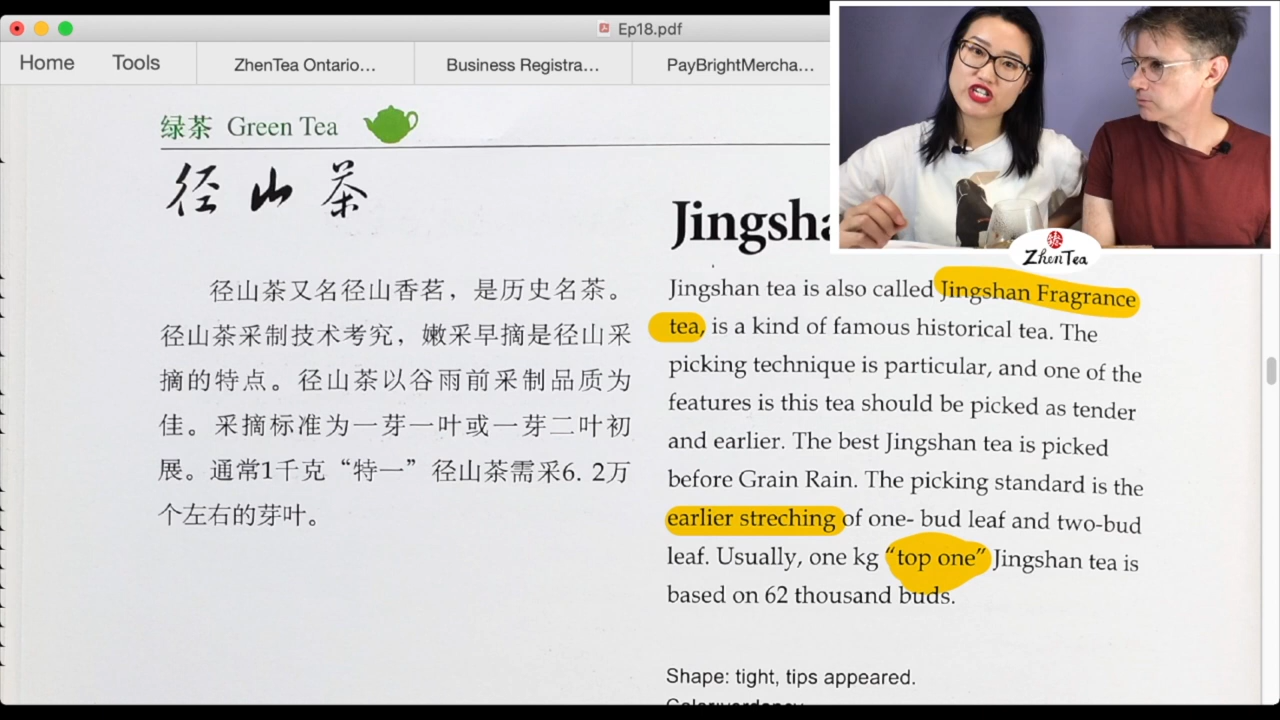 Ep18.pdf
Home
Tools
ZhenTea Ontario…
Business Registra…
PayBrightMercha…
绿茶 Green Tea
径山茶
径山茶又名径山香茗，是历史名茶。
径山茶采制技术考究，嫩采早摘是径山采
摘的特点。径山茶以谷雨前采制品质为
佳。采摘标准为一芽一叶或一芽二叶初
展。通常1千克“特一”径山茶需采6. 2万
个左右的芽叶。
Jingsha
Jingshan tea is also called Jingshan Fragrance
tea, is a kind of famous historical tea. The
picking technique is particular, and one of the
features is this tea should be picked as tender
and earlier. The best Jingshan tea is picked
before Grain Rain. The picking standard is the
earlier streching of one- bud leaf and two-bud
leaf. Usually, one kg “top one” Jingshan tea is
based on 62 thousand buds.
Shape: tight, tips appeared.
ZhenTea